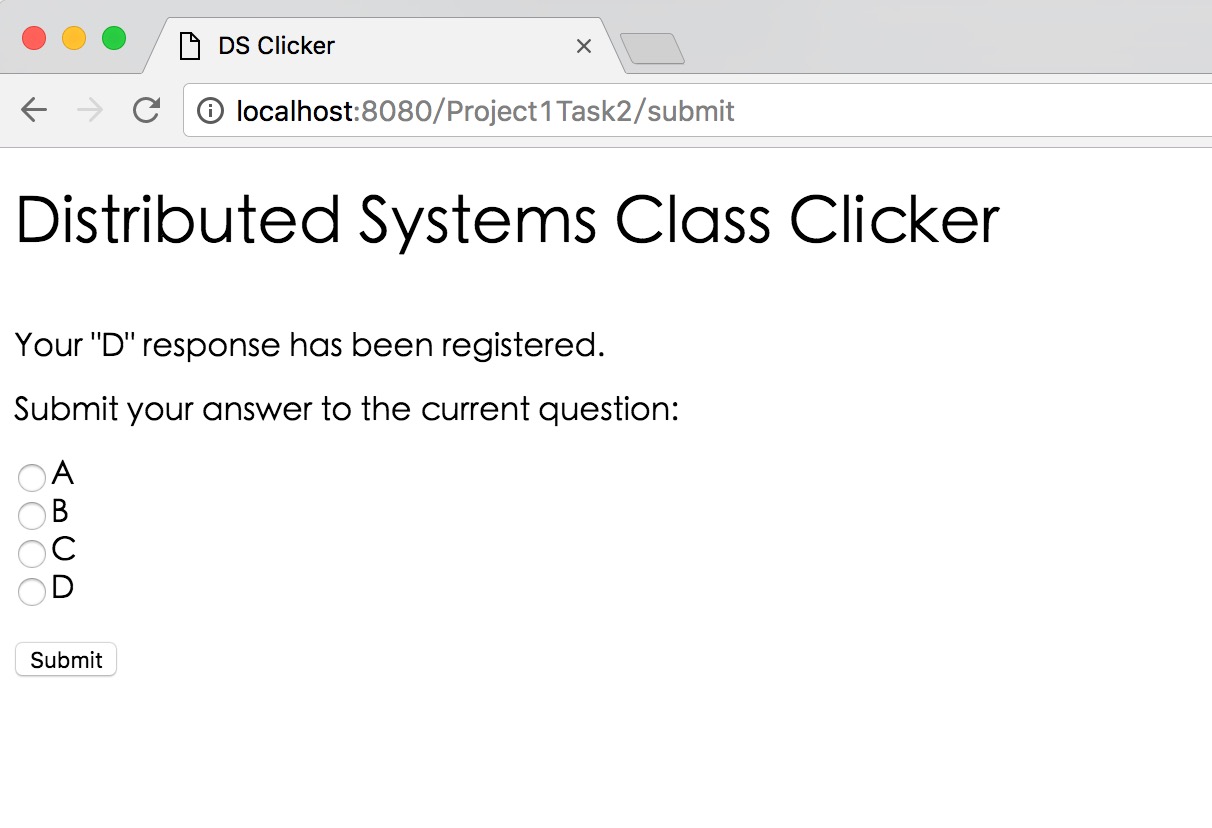 DS Clicker
localhost:8080/Project1Task2/submit
Distributed Systems Class Clicker
Your "D" response has been registered.
Submit your answer to the current question:
A
B
C
D
Submit